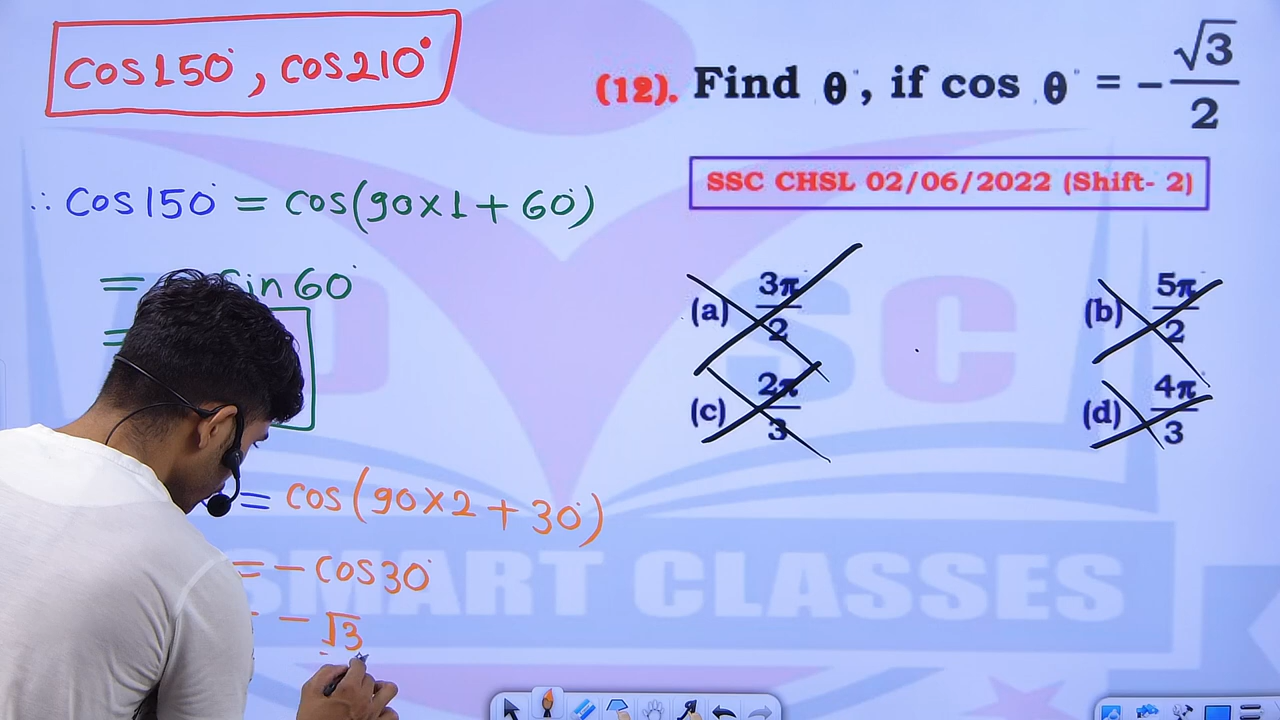 cos150°, cos210°
(12). Find θ°, if cos θ° = -√3/2
SSC CHSL 02/06/2022 (Shift- 2)
∴ cos150° = cos(90×1+60°)
= sin60°
=
(a) 3π/2
(b) 5π/2
(c) 2π/3
(d) 4π/3
= cos(90×2+30°)
= -cos30°
= -√3
SC
SMART CLASSES